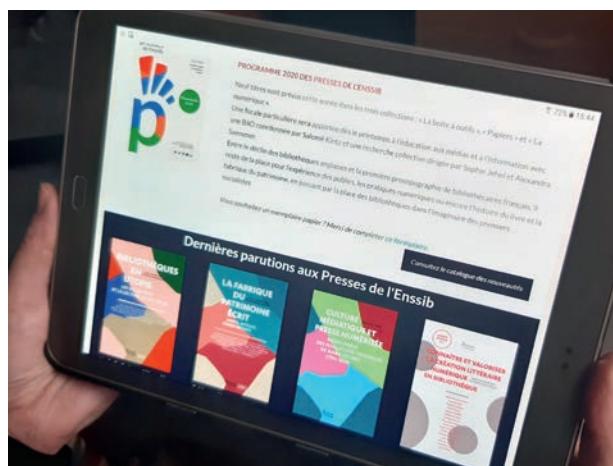 22% 15:44
PROGRAMME 2020 DES PRESSES DE L'ENSSIB
Neuf titres sont prévus cette année dans les trois collections : « La boîte à outils », « Papiers » et « La
numérique ».
Une focale particulière sera apportée dès le printemps, à l'éducation aux médias et à l'information avec
une BAO coordonnée par Salomé Kintz et une recherche collective dirigée par Sophie Jehel et Alexandra
Saemmer.
Entre le déclin des bibliothèques anglaises et la première prosopographie de bibliothécaires français, il
reste de la place pour l'expérience des publics, les pratiques numériques ou encore l'histoire du livre et la
fabrique du patrimoine, en passant par la place des bibliothèques dans l'imaginaire des premiers
socialistes
Vous souhaitez un exemplaire papier ? Merci de compléter ce formulaire.
Consultez le catalogue des nouveautés
Dernières parutions aux Presses de l'Enssib
BIBLIOTHÈQUES
EN
UTOPIE
LA FABRIQUE
DU
PATRIMOINE
ÉCRIT
CULTURE
MÉDIATIQUE ET
PRESSE NUMÉRISÉE
CONNAÎTRE ET VALORISER
LA CRÉATION LITTÉRAIRE
NUMÉRIQUE
EN BIBLIOTHÈQUE